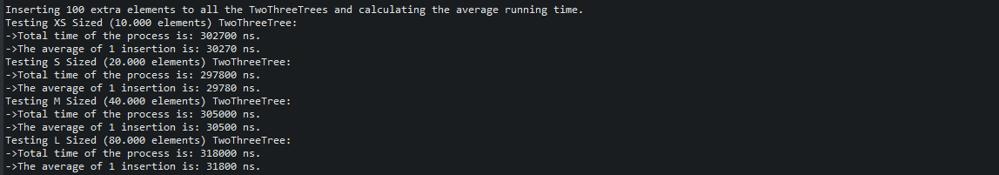 Inserting 100 extra elements to all the TwoThreeTrees and calculating the average running time.
Testing XS Sized (10.000 elements) TwoThreeTree:
->Total time of the process is: 302700 ns.
->The average of 1 insertion is: 30270 ns.
Testing S Sized (20.000 elements) TwoThreeTree:
->Total time of the process is: 297800 ns.
->The average of 1 insertion is: 29780 ns.
Testing M Sized (40.000 elements) TwoThreeTree:
->Total time of the process is: 305000 ns.
->The average of 1 insertion is: 30500 ns.
Testing L Sized (80.000 elements) TwoThreeTree:
->Total time of the process is: 318000 ns.
->The average of 1 insertion is: 31800 ns.